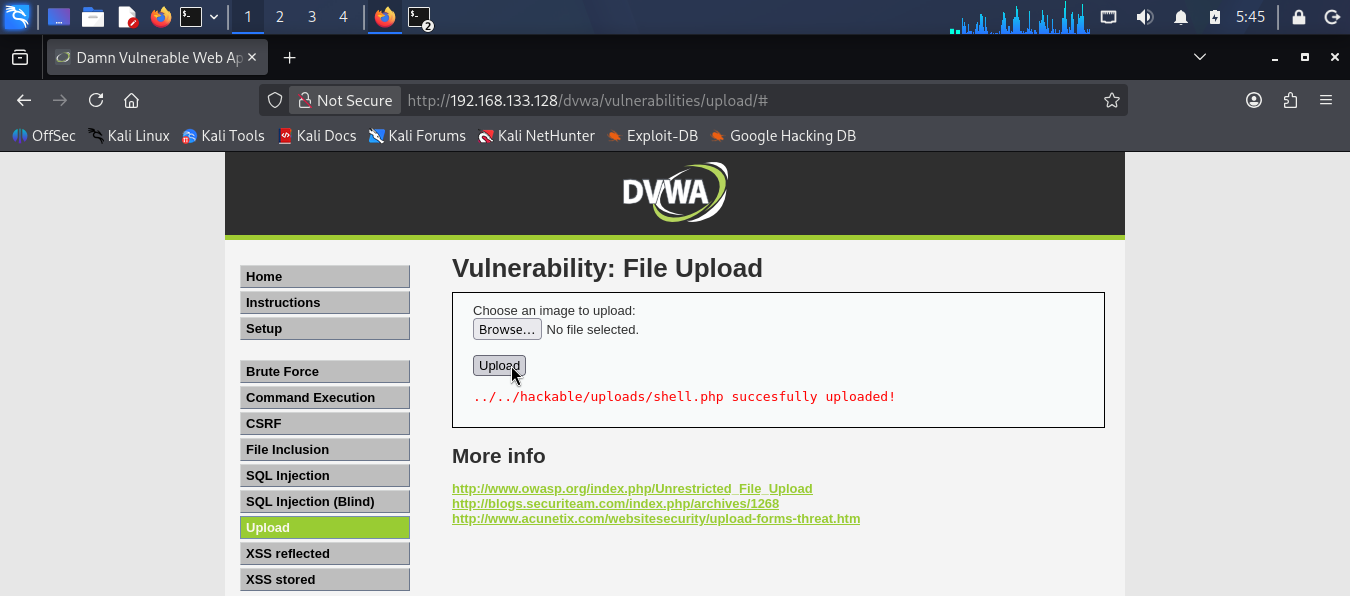 1 2 3 4 2 5:45
Damn Vulnerable Web Ap
Not Secure http://192.168.133.128/dvwa/vulnerabilities/upload/#
OffSec Kali Linux Kali Tools Kali Docs Kali Forums Kali NetHunter Exploit-DB Google Hacking DB
DVWA
Home
Instructions
Setup
Brute Force
Command Execution
CSRF
File Inclusion
SQL Injection
SQL Injection (Blind)
Upload
XSS reflected
XSS stored
Vulnerability: File Upload
Choose an image to upload:
Browse... No file selected.
Upload
../../hackable/uploads/shell.php succesfully uploaded!
More info
http://www.owasp.org/index.php/Unrestricted_File_Upload
http://blogs.securiteam.com/index.php/archives/1268
http://www.acunetix.com/websitesecurity/upload-forms-threat.htm